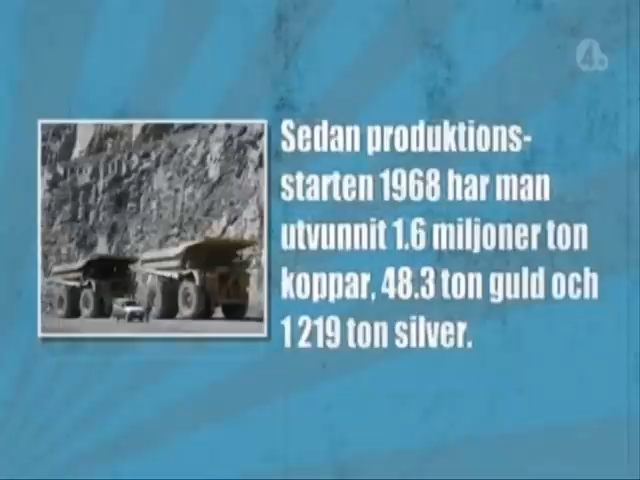 4
Sedan produktions-
starten 1968 har man
utvunnit 1.6 miljoner ton
koppar, 48.3 ton guld och
1 219 ton silver.